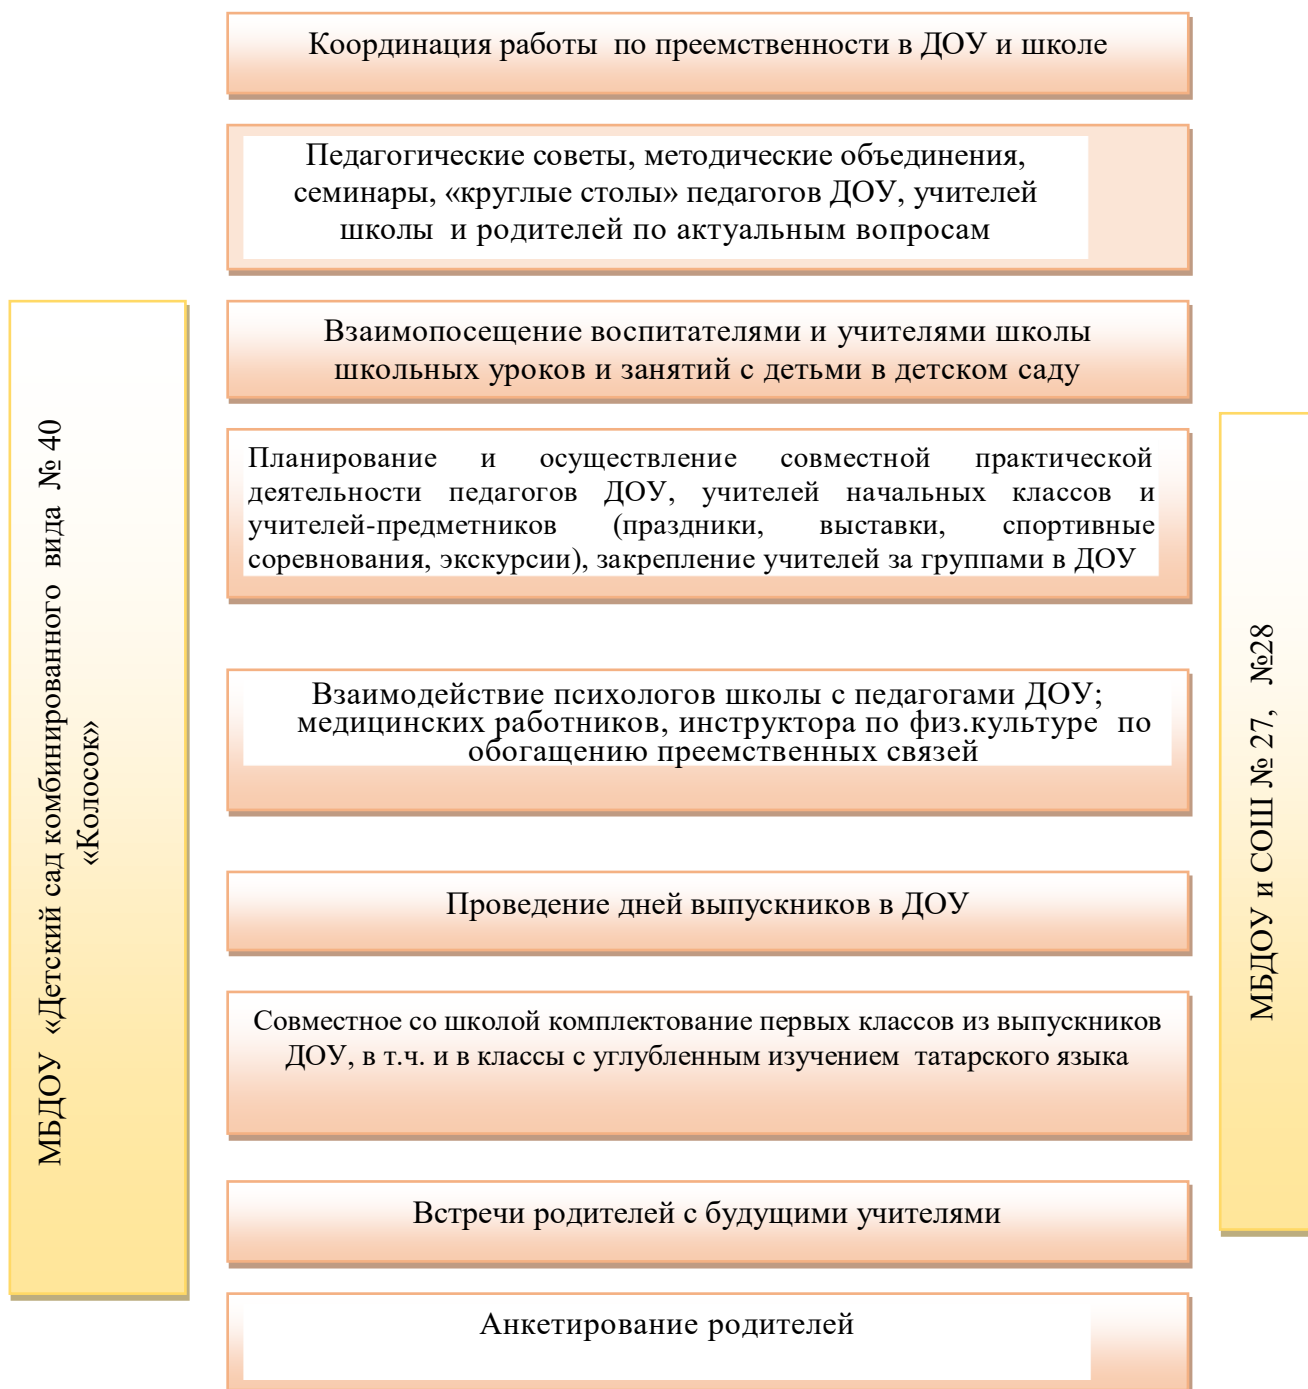 Координация работы по преемственности в ДОУ и школе
Педагогические советы, методические объединения,
семинары, «круглые столы» педагогов ДОУ, учителей
школы и родителей по актуальным вопросам
МБДОУ «Детский сад комбинированного вида № 40
«Колосок»
Взаимопосещение воспитателями и учителями школы
школьных уроков и занятий с детьми в детском саду
Планирование и осуществление совместной практической
деятельности педагогов ДОУ, учителей начальных классов и
учителей-предметников (праздники, выставки, спортивные
соревнования, экскурсии), закрепление учителей за группами в ДОУ
Взаимодействие психологов школы с педагогами ДОУ;
медицинских работников, инструктора по физ.культуре по
обогащению преемственных связей
Проведение дней выпускников в ДОУ
Совместное со школой комплектование первых классов из выпускников
ДОУ, в т.ч. и в классы с углубленным изучением татарского языка
Встречи родителей с будущими учителями
Анкетирование родителей
МБДОУ и СОШ № 27, №28